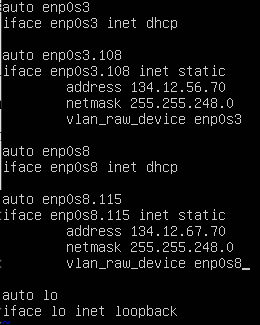 auto enp0s3
iface enp0s3 inet dhcp
auto enp0s3.108
iface enp0s3.108 inet static
address 134.12.56.70
netmask 255.255.248.0
vlan_raw_device enp0s3
auto enp0s8
iface enp0s8 inet dhcp
auto enp0s8.115
iface enp0s8.115 inet static
address 134.12.67.70
netmask 255.255.248.0
vlan_raw_device enp0s8_
auto lo
iface lo inet loopback